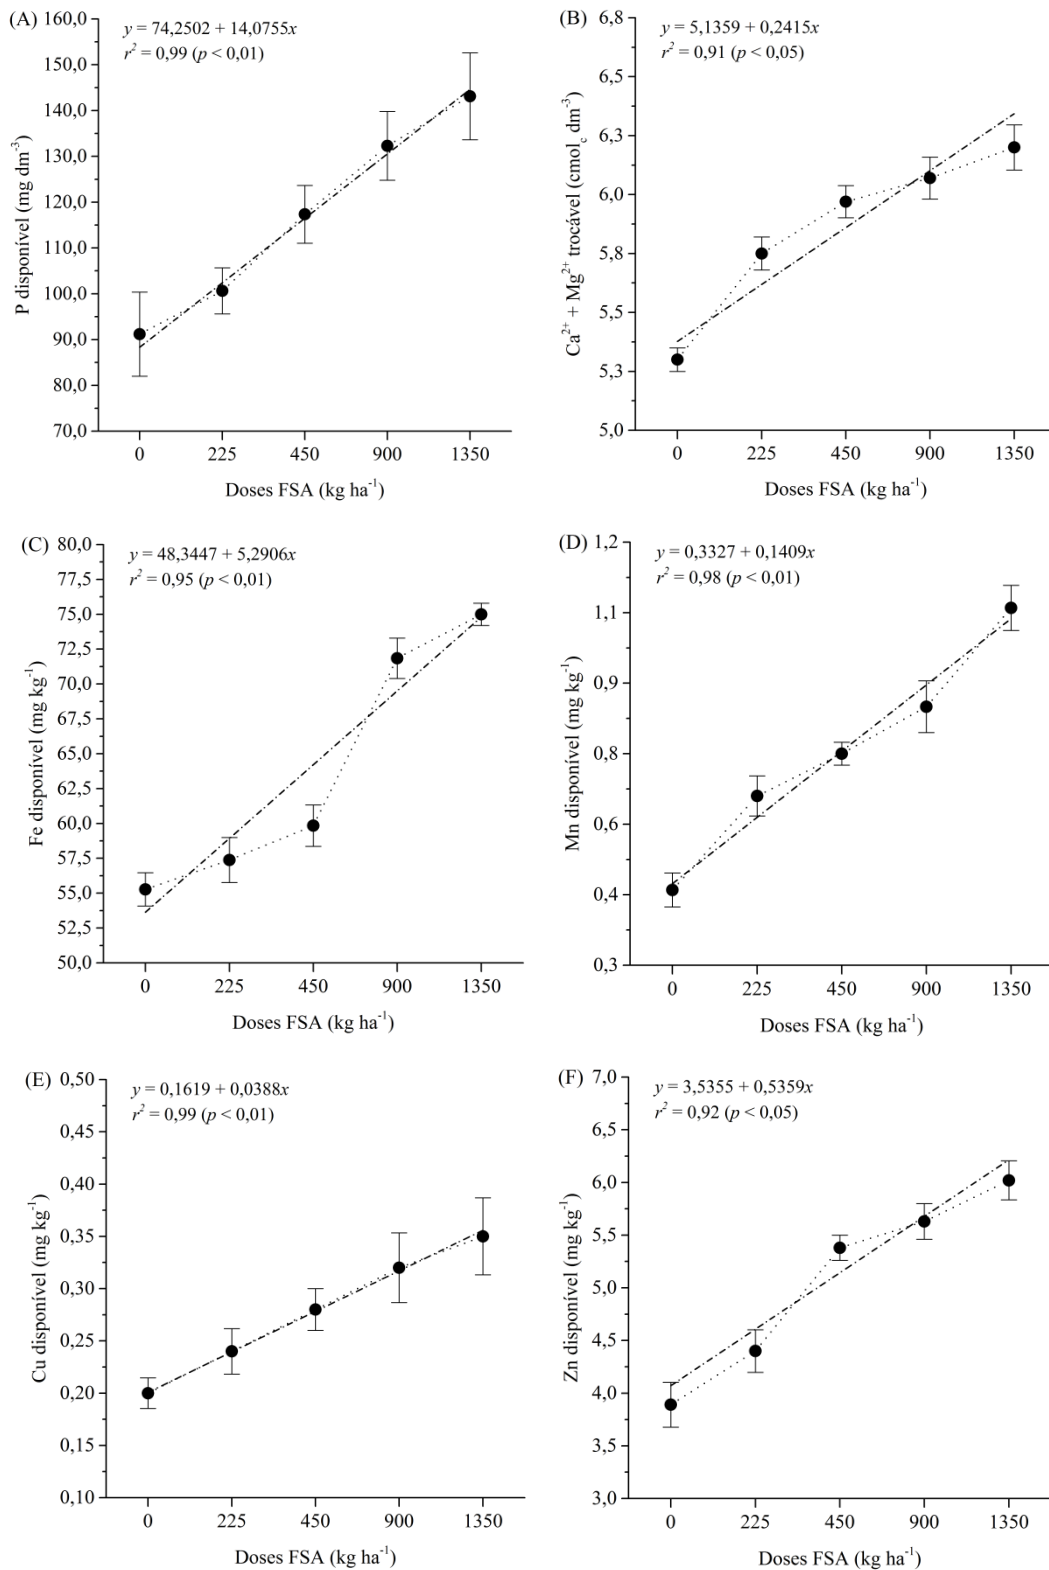 (A)
y = 74,2502 + 14,0755x
r² = 0,99 (p < 0,01)
P disponível (mg dm⁻³)
160,0
150,0
140,0
130,0
120,0
110,0
100,0
90,0
80,0
70,0
0 225 450 900 1350
Doses FSA (kg ha⁻¹)
(B)
y = 5,1359 + 0,2415x
r² = 0,91 (p < 0,05)
Ca²⁺ + Mg²⁺ trocável (cmol_c dm⁻³)
6,8
6,5
6,3
6,0
5,8
5,5
5,3
5,0
0 225 450 900 1350
Doses FSA (kg ha⁻¹)
(C)
y = 48,3447 + 5,2906x
r² = 0,95 (p < 0,01)
Fe disponível (mg kg⁻¹)
80,0
77,5
75,0
72,5
70,0
67,5
65,0
62,5
60,0
57,5
55,0
52,5
50,0
0 225 450 900 1350
Doses FSA (kg ha⁻¹)
(D)
y = 0,3327 + 0,1409x
r² = 0,98 (p < 0,01)
Mn disponível (mg kg⁻¹)
1,2
1,1
0,9
0,8
0,6
0,4
0,3
0 225 450 900 1350
Doses FSA (kg ha⁻¹)
(E)
y = 0,1619 + 0,0388x
r² = 0,99 (p < 0,01)
Cu disponível (mg kg⁻¹)
0,50
0,45
0,40
0,35
0,30
0,25
0,20
0,15
0,10
0 225 450 900 1350
Doses FSA (kg ha⁻¹)
(F)
y = 3,5355 + 0,5359x
r² = 0,92 (p < 0,05)
Zn disponível (mg kg⁻¹)
7,0
6,5
6,0
5,5
5,0
4,5
4,0
3,5
3,0
0 225 450 900 1350
Doses FSA (kg ha⁻¹)